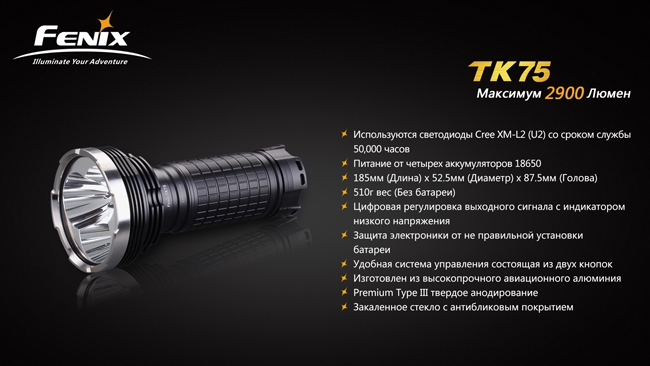 FENIX
Illuminate Your Adventure
TK75
Максимум 2900 Люмен
Используются светодиоды Cree XM-L2 (U2) со сроком службы
50,000 часов
Питание от четырех аккумуляторов 18650
185мм (Длина) x 52.5мм (Диаметр) x 87.5мм (Голова)
510г вес (Без батареи)
Цифровая регулировка выходного сигнала с индикатором
низкого напряжения
Защита электроники от не правильной установки
батареи
Удобная система управления состоящая из двух кнопок
Изготовлен из высокопрочного авиационного алюминия
Premium Type III твердое анодирование
Закаленное стекло с антибликовым покрытием